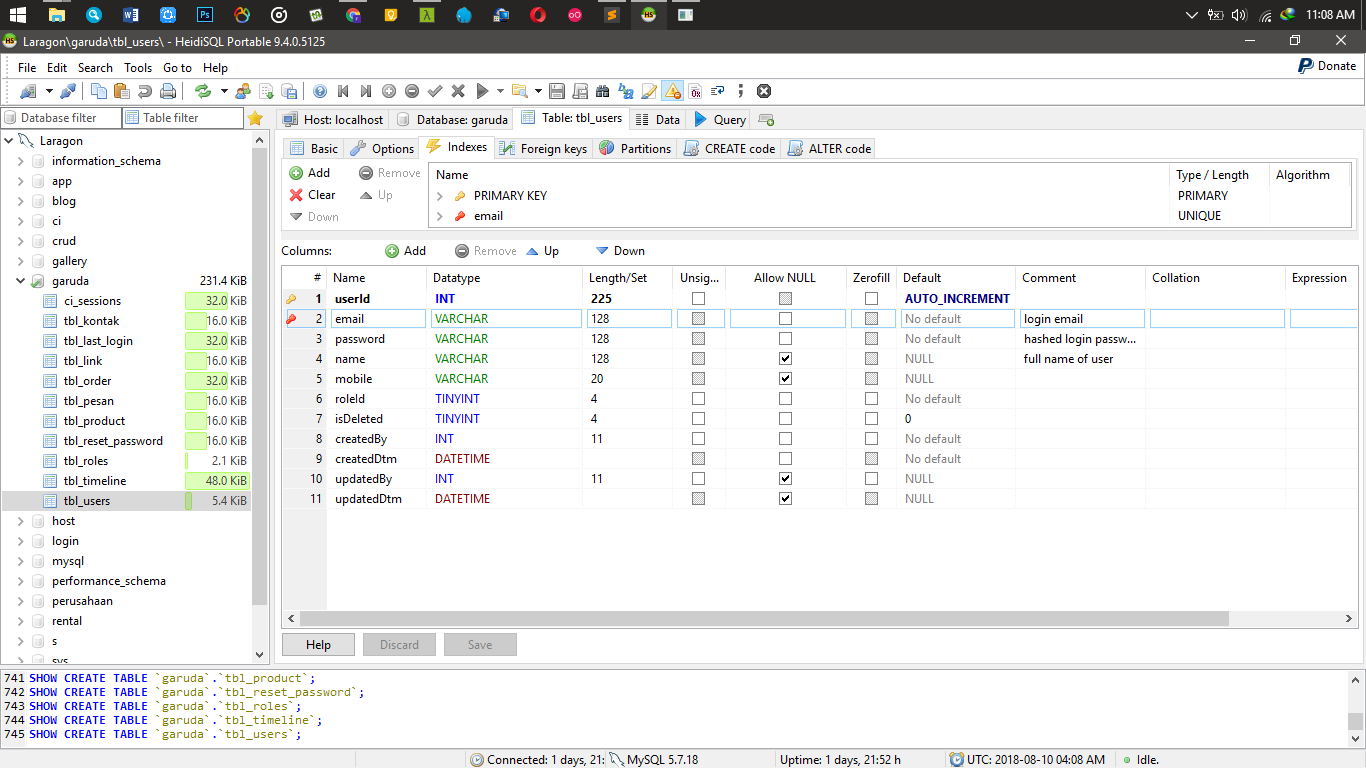 11:08 AM
Laragon\garuda\tbl_users\ - HeidiSQL Portable 9.4.0.5125
File Edit Search Tools Go to Help
Donate
Database filter Table filter
Host: localhost Database: garuda Table: tbl_users Data Query
Laragon
information_schema
app
blog
ci
crud
gallery
garuda 231.4 KiB
ci_sessions 32.0 KiB
tbl_kontak 16.0 KiB
tbl_last_login 32.0 KiB
tbl_link 16.0 KiB
tbl_order 32.0 KiB
tbl_pesan 16.0 KiB
tbl_product 16.0 KiB
tbl_reset_password 16.0 KiB
tbl_roles 2.1 KiB
tbl_timeline 48.0 KiB
tbl_users 5.4 KiB
host
login
mysql
performance_schema
perusahaan
rental
s
sys
Basic Options Indexes Foreign keys Partitions CREATE code ALTER code
Add Remove
Clear Up
Down
Name Type / Length Algorithm
PRIMARY KEY PRIMARY
email UNIQUE
Columns: Add Remove Up Down
# Name Datatype Length/Set Unsig... Allow NULL Zerofill Default Comment Collation Expression
1 userId INT 225 AUTO_INCREMENT
2 email VARCHAR 128 No default login email
3 password VARCHAR 128 No default hashed login passw...
4 name VARCHAR 128 NULL full name of user
5 mobile VARCHAR 20 NULL
6 roleId TINYINT 4 No default
7 isDeleted TINYINT 4 0
8 createdBy INT 11 No default
9 createdDtm DATETIME No default
10 updatedBy INT 11 NULL
11 updatedDtm DATETIME NULL
Help Discard Save
741 SHOW CREATE TABLE `garuda`.`tbl_product`;
742 SHOW CREATE TABLE `garuda`.`tbl_reset_password`;
743 SHOW CREATE TABLE `garuda`.`tbl_roles`;
744 SHOW CREATE TABLE `garuda`.`tbl_timeline`;
745 SHOW CREATE TABLE `garuda`.`tbl_users`;
Connected: 1 days, 21: MySQL 5.7.18 Uptime: 1 days, 21:52 h UTC: 2018-08-10 04:08 AM Idle.